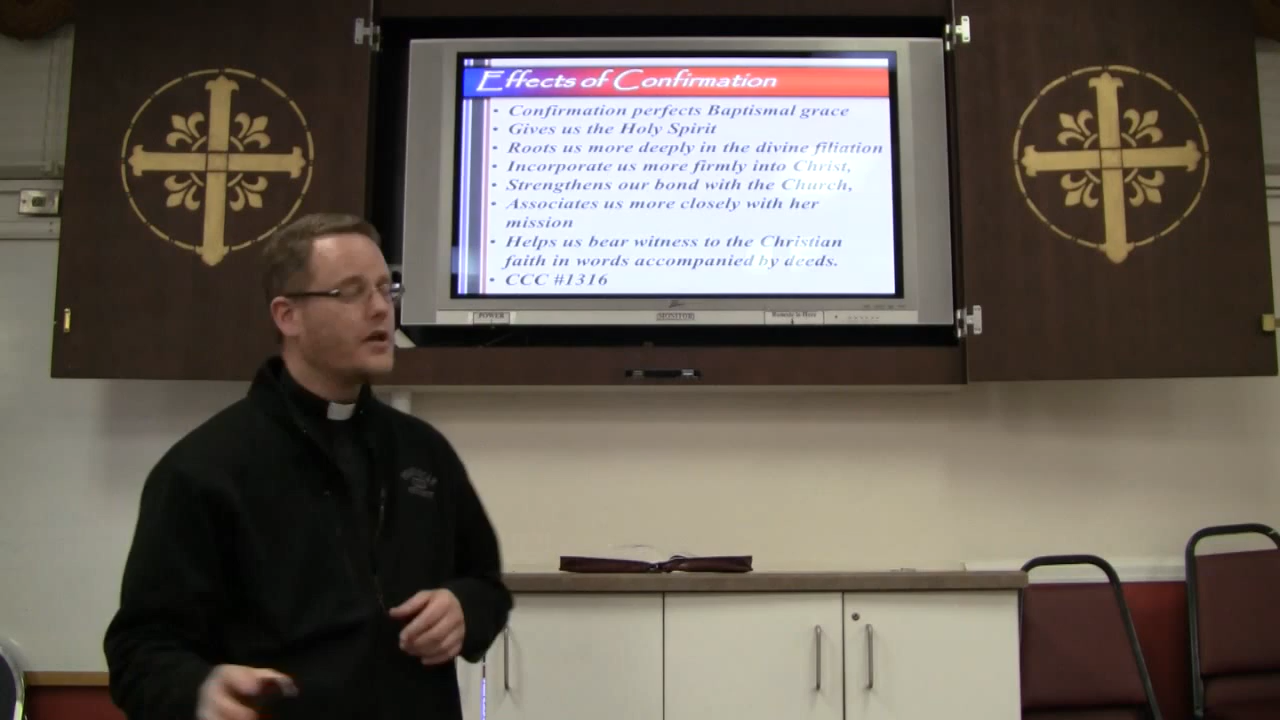 Effects of Confirmation
• Confirmation perfects Baptismal grace
• Gives us the Holy Spirit
• Roots us more deeply in the divine filiation
• Incorporate us more firmly into Christ,
• Strengthens our bond with the Church,
• Associates us more closely with her
mission
• Helps us bear witness to the Christian
faith in words accompanied by deeds.
• CCC #1316
POWER
MONITOR